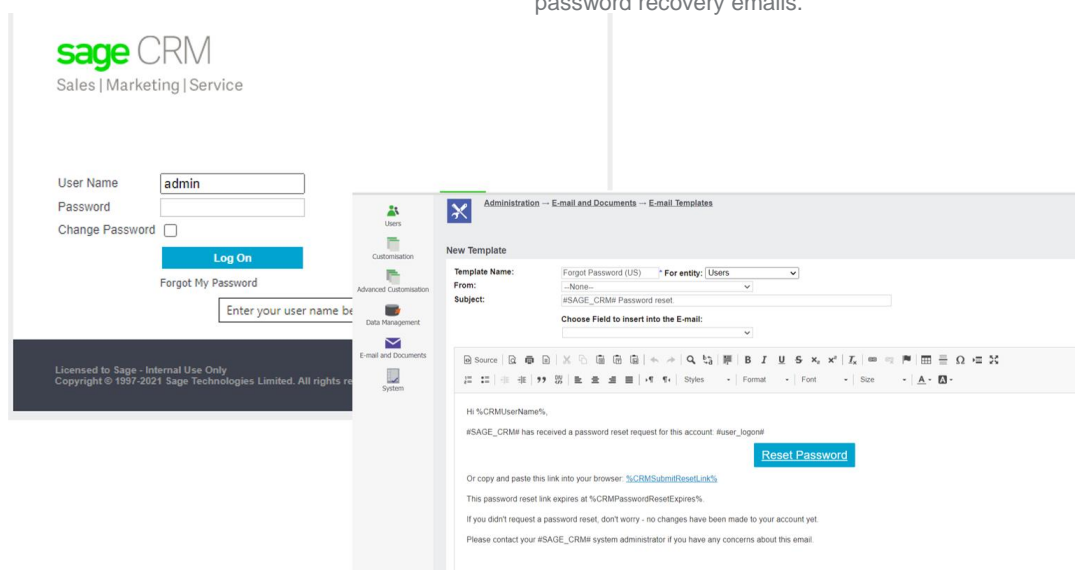 password recovery emails.
sage CRM
Sales | Marketing | Service
User Name admin
Password
Change Password
Log On
Forgot My Password
Enter your user name be
Licensed to Sage - Internal Use Only
Copyright © 1997-2021 Sage Technologies Limited. All rights re
Users
Customisation
Advanced Customisation
Data Management
E-mail and Documents
System
Administration → E-mail and Documents → E-mail Templates
New Template
Template Name: Forgot Password (US) * For entity: Users
From: --None--
Subject: #SAGE_CRM# Password reset
Choose Field to insert into the E-mail:
Source B I U S x₂ x² Tx Ω
Styles Format Font Size A A
Hi %CRMUserName%,
#SAGE_CRM# has received a password reset request for this account: #user_logon#
Reset Password
Or copy and paste this link into your browser: %CRMSubmitResetLink%
This password reset link expires at %CRMPasswordResetExpires%.
If you didn't request a password reset, don't worry - no changes have been made to your account yet.
Please contact your #SAGE_CRM# system administrator if you have any concerns about this email.